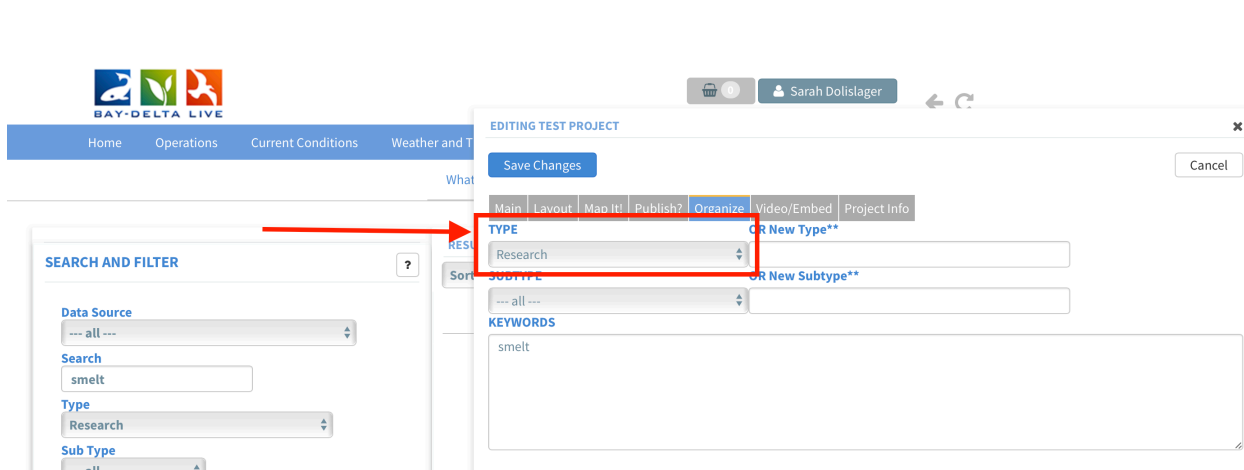 BAY-DELTA LIVE
0
Sarah Dolislager
Home Operations Current Conditions Weather and T
What
EDITING TEST PROJECT
Save Changes
Cancel
Main Layout Map It! Publish? Organize Video/Embed Project Info
TYPE
OR New Type**
Research
SUBTYPE
OR New Subtype**
--- all ---
KEYWORDS
smelt
RESU
Sort
SEARCH AND FILTER
?
Data Source
--- all ---
Search
smelt
Type
Research
Sub Type